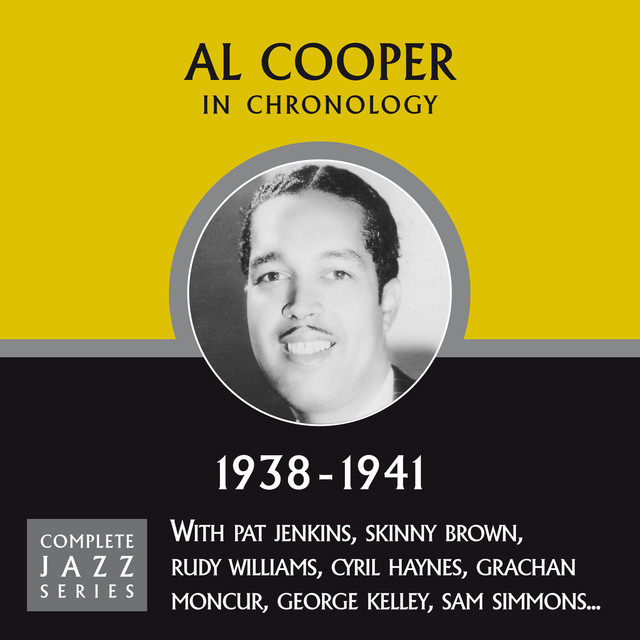 AL COOPER
IN CHRONOLOGY
1938-1941
COMPLETE
JAZZ
SERIES
WITH PAT JENKINS, SKINNY BROWN,
RUDY WILLIAMS, CYRIL HAYNES, GRACHAN
MONCUR, GEORGE KELLEY, SAM SIMMONS...